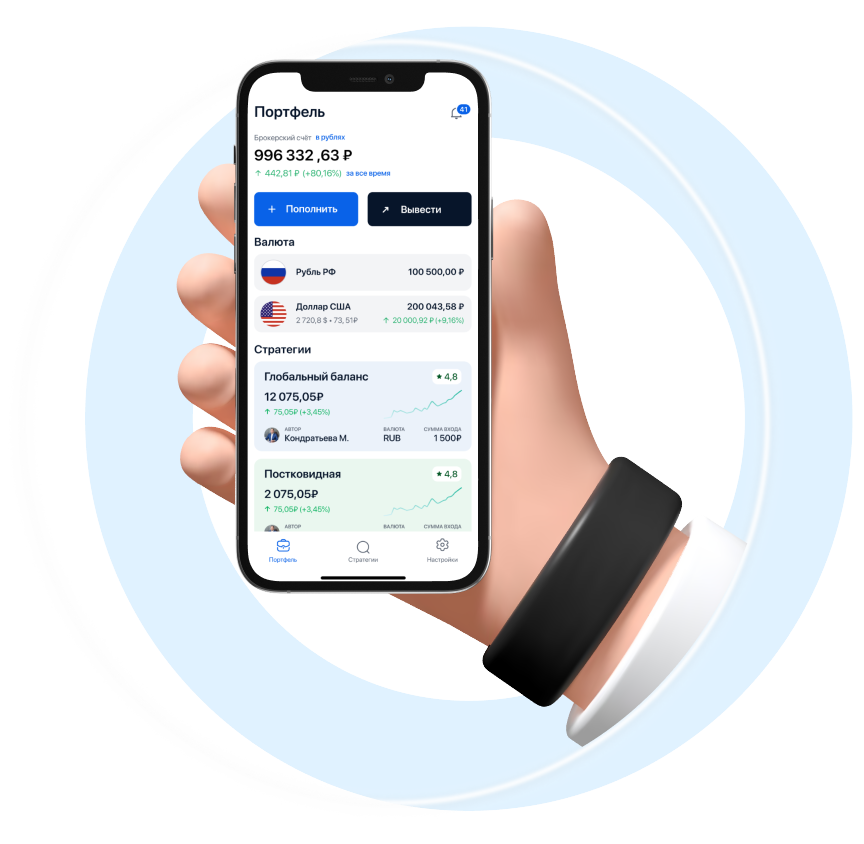 Портфель
41
Брокерский счёт в рублях
996 332 ,63 ₽
↑ 442,81 ₽ (+80,16%) за все время
+ Пополнить
↗ Вывести
Валюта
Рубль РФ 100 500,00 ₽
Доллар США 200 043,58 ₽
2 720,8 $ • 73, 51₽ ↑ 20 000,92 ₽ (+9,16%)
Стратегии
Глобальный баланс ★ 4,8
12 075,05₽
↑ 75,05₽ (+3,45%)
АВТОР ВАЛЮТА СУММА ВХОДА
Кондратьева М. RUB 1 500₽
Постковидная ★ 4,8
2 075,05₽
↑ 75,05₽ (+3,45%)
АВТОР ВАЛЮТА СУММА ВХОДА
Портфель Стратегии Настройки